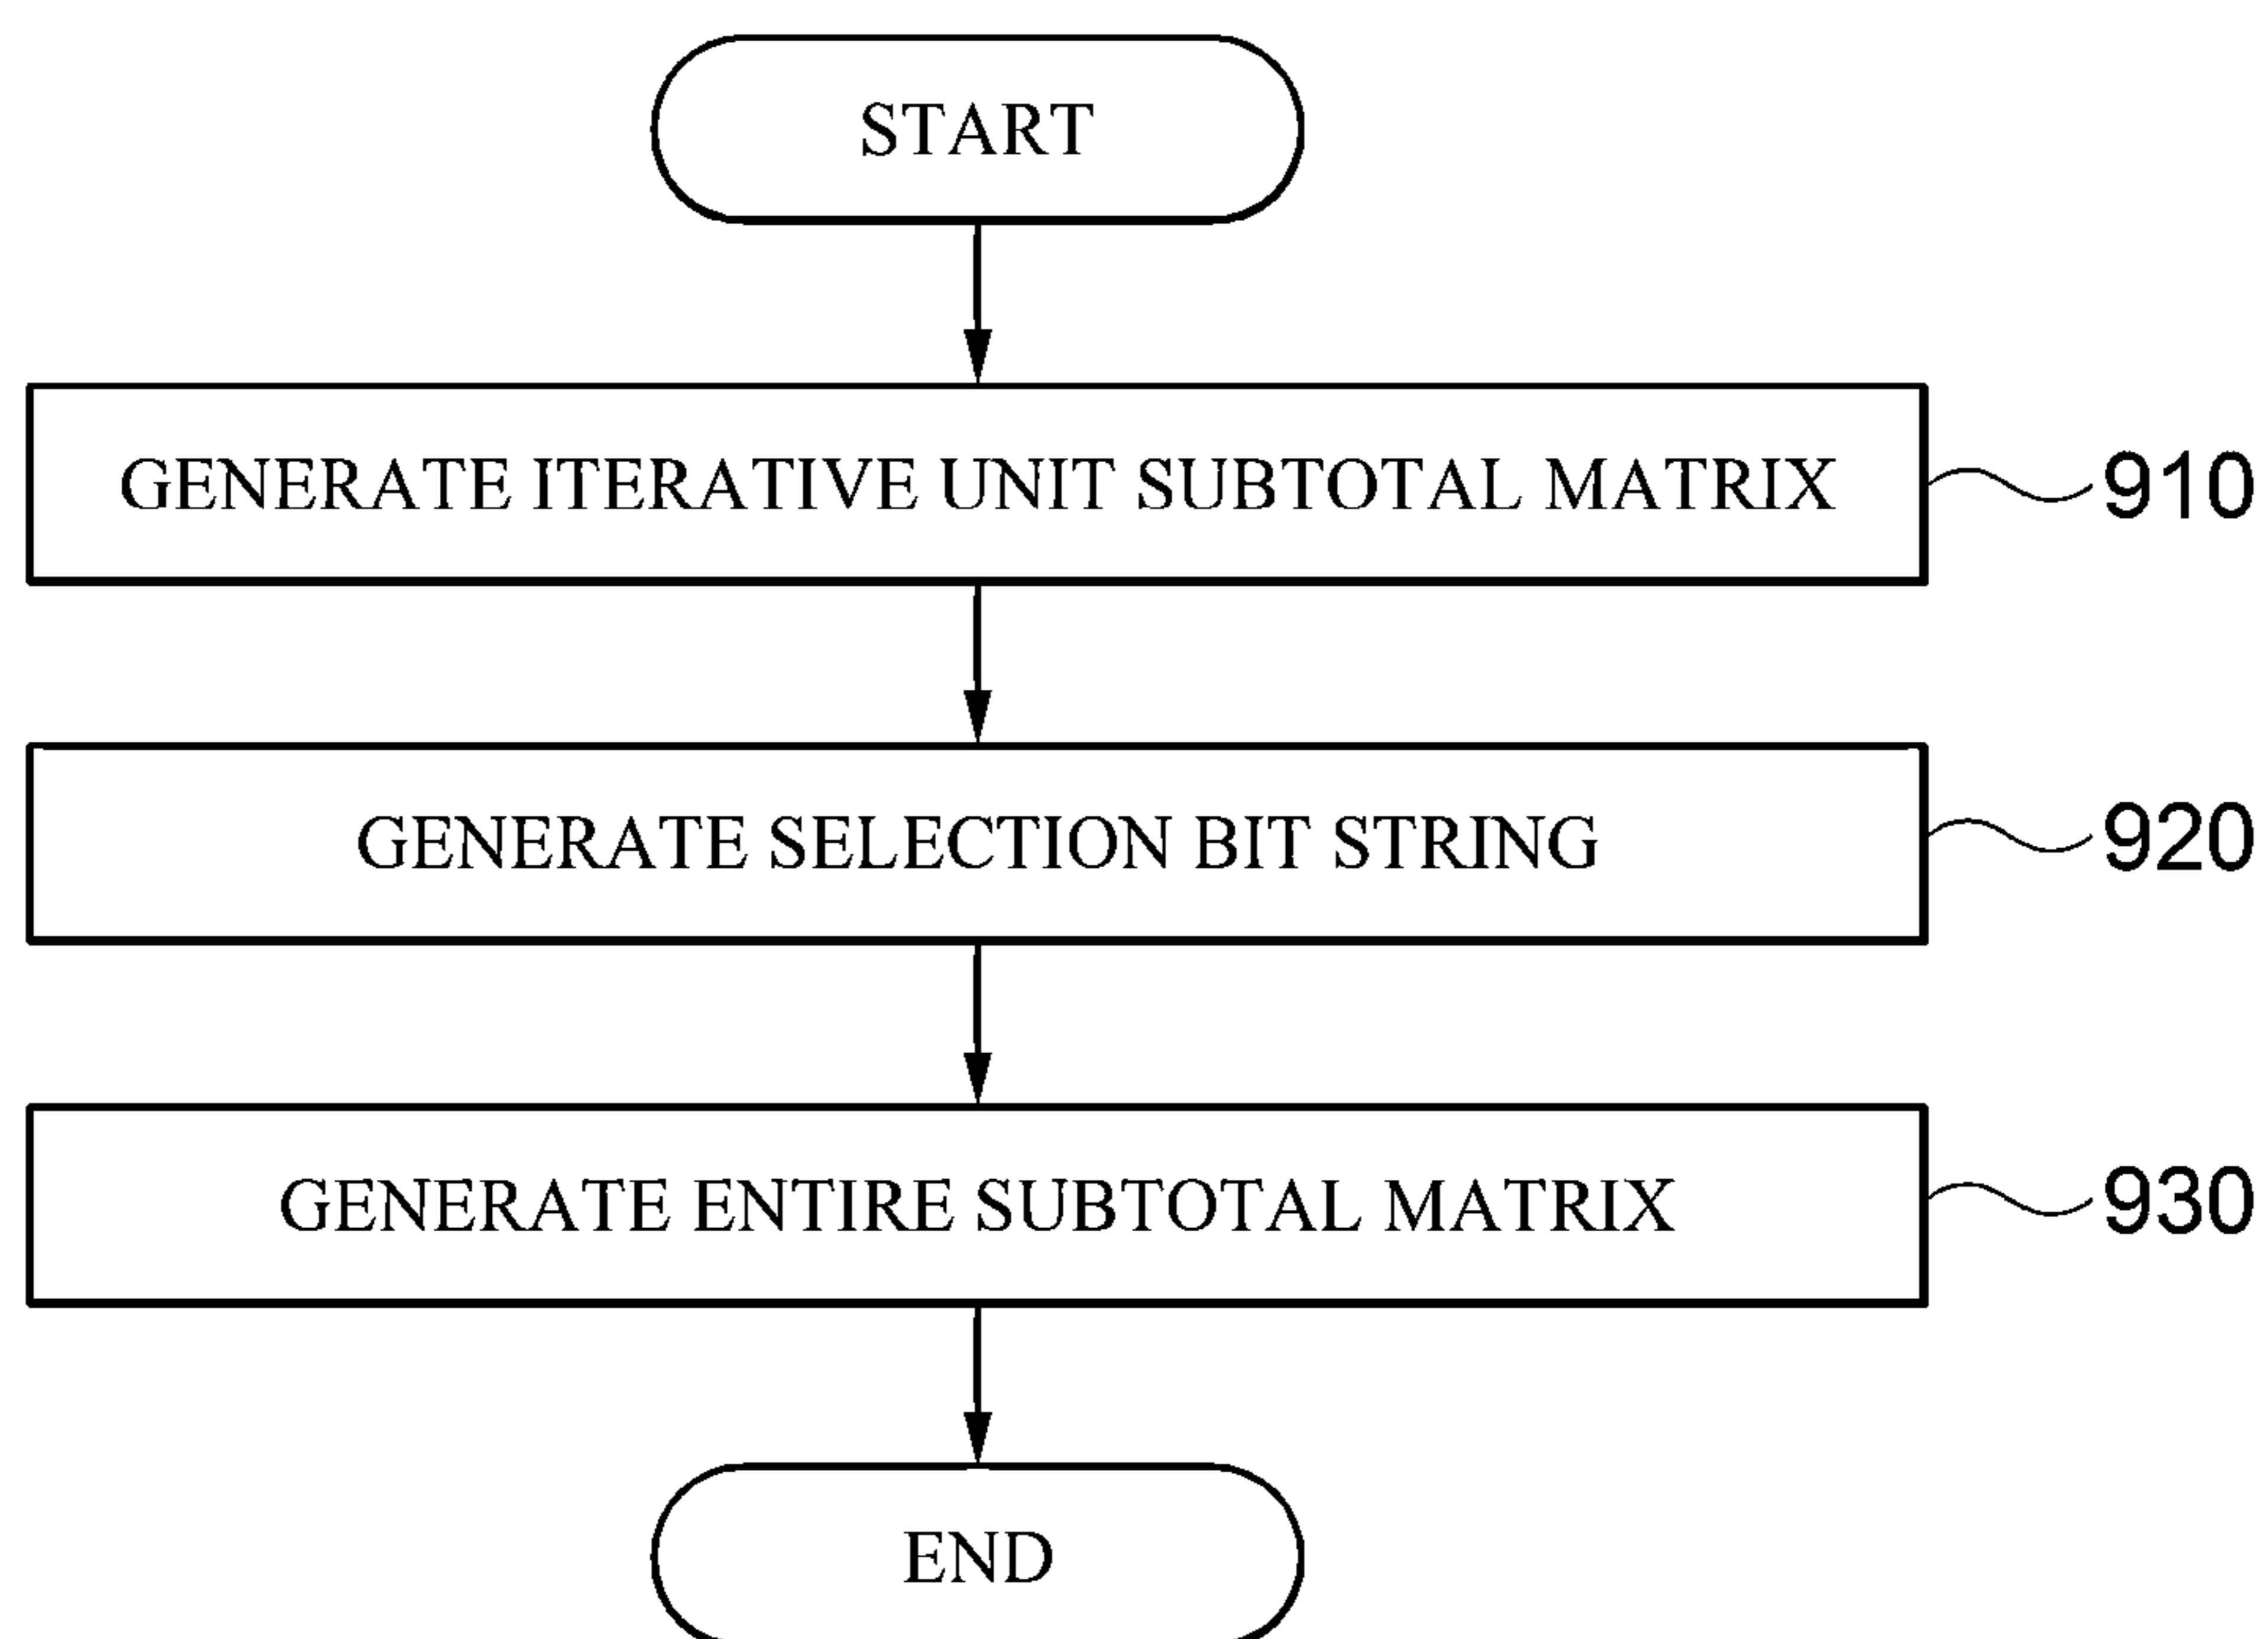 START
GENERATE ITERATIVE UNIT SUBTOTAL MATRIX 910
GENERATE SELECTION BIT STRING 920
GENERATE ENTIRE SUBTOTAL MATRIX 930
END